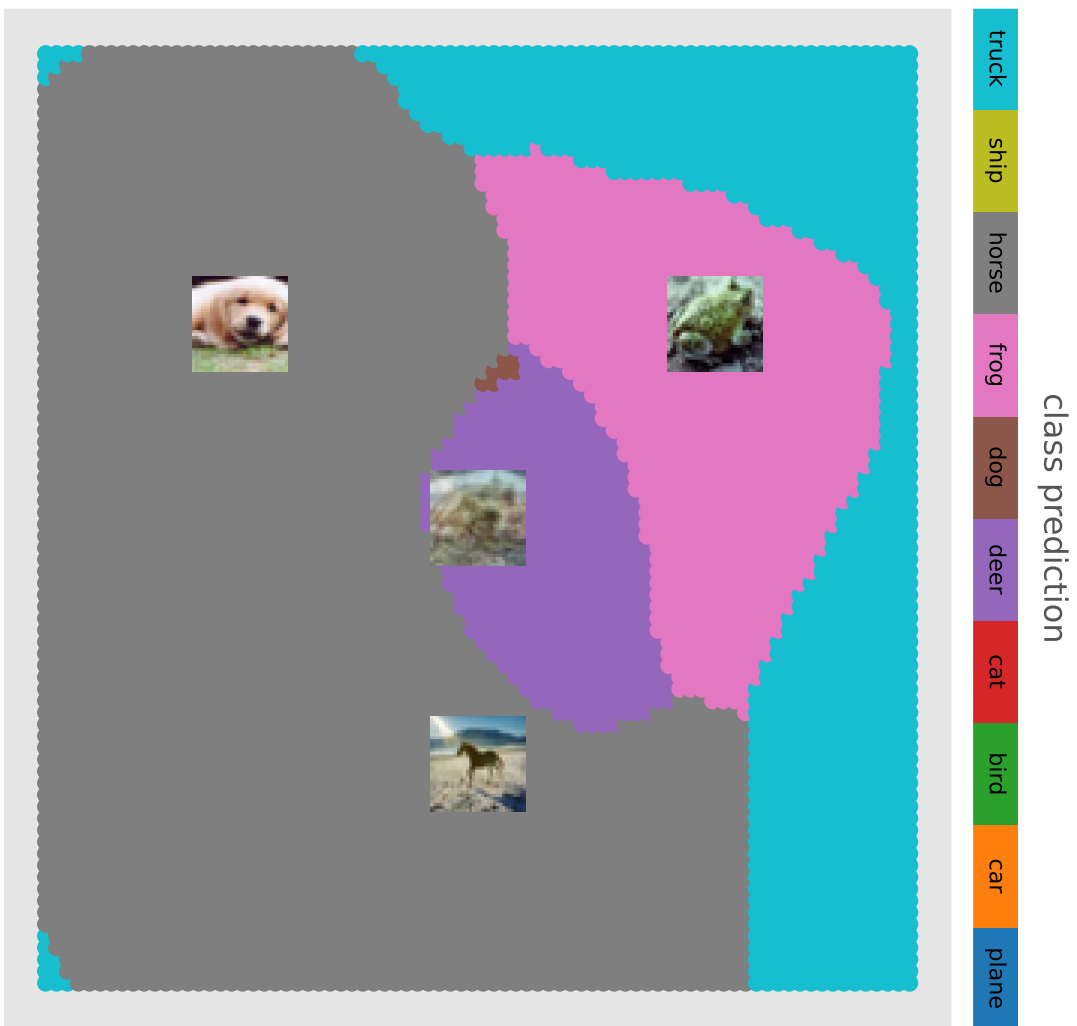 truck
ship
horse
frog
dog
deer
cat
bird
car
plane
class prediction